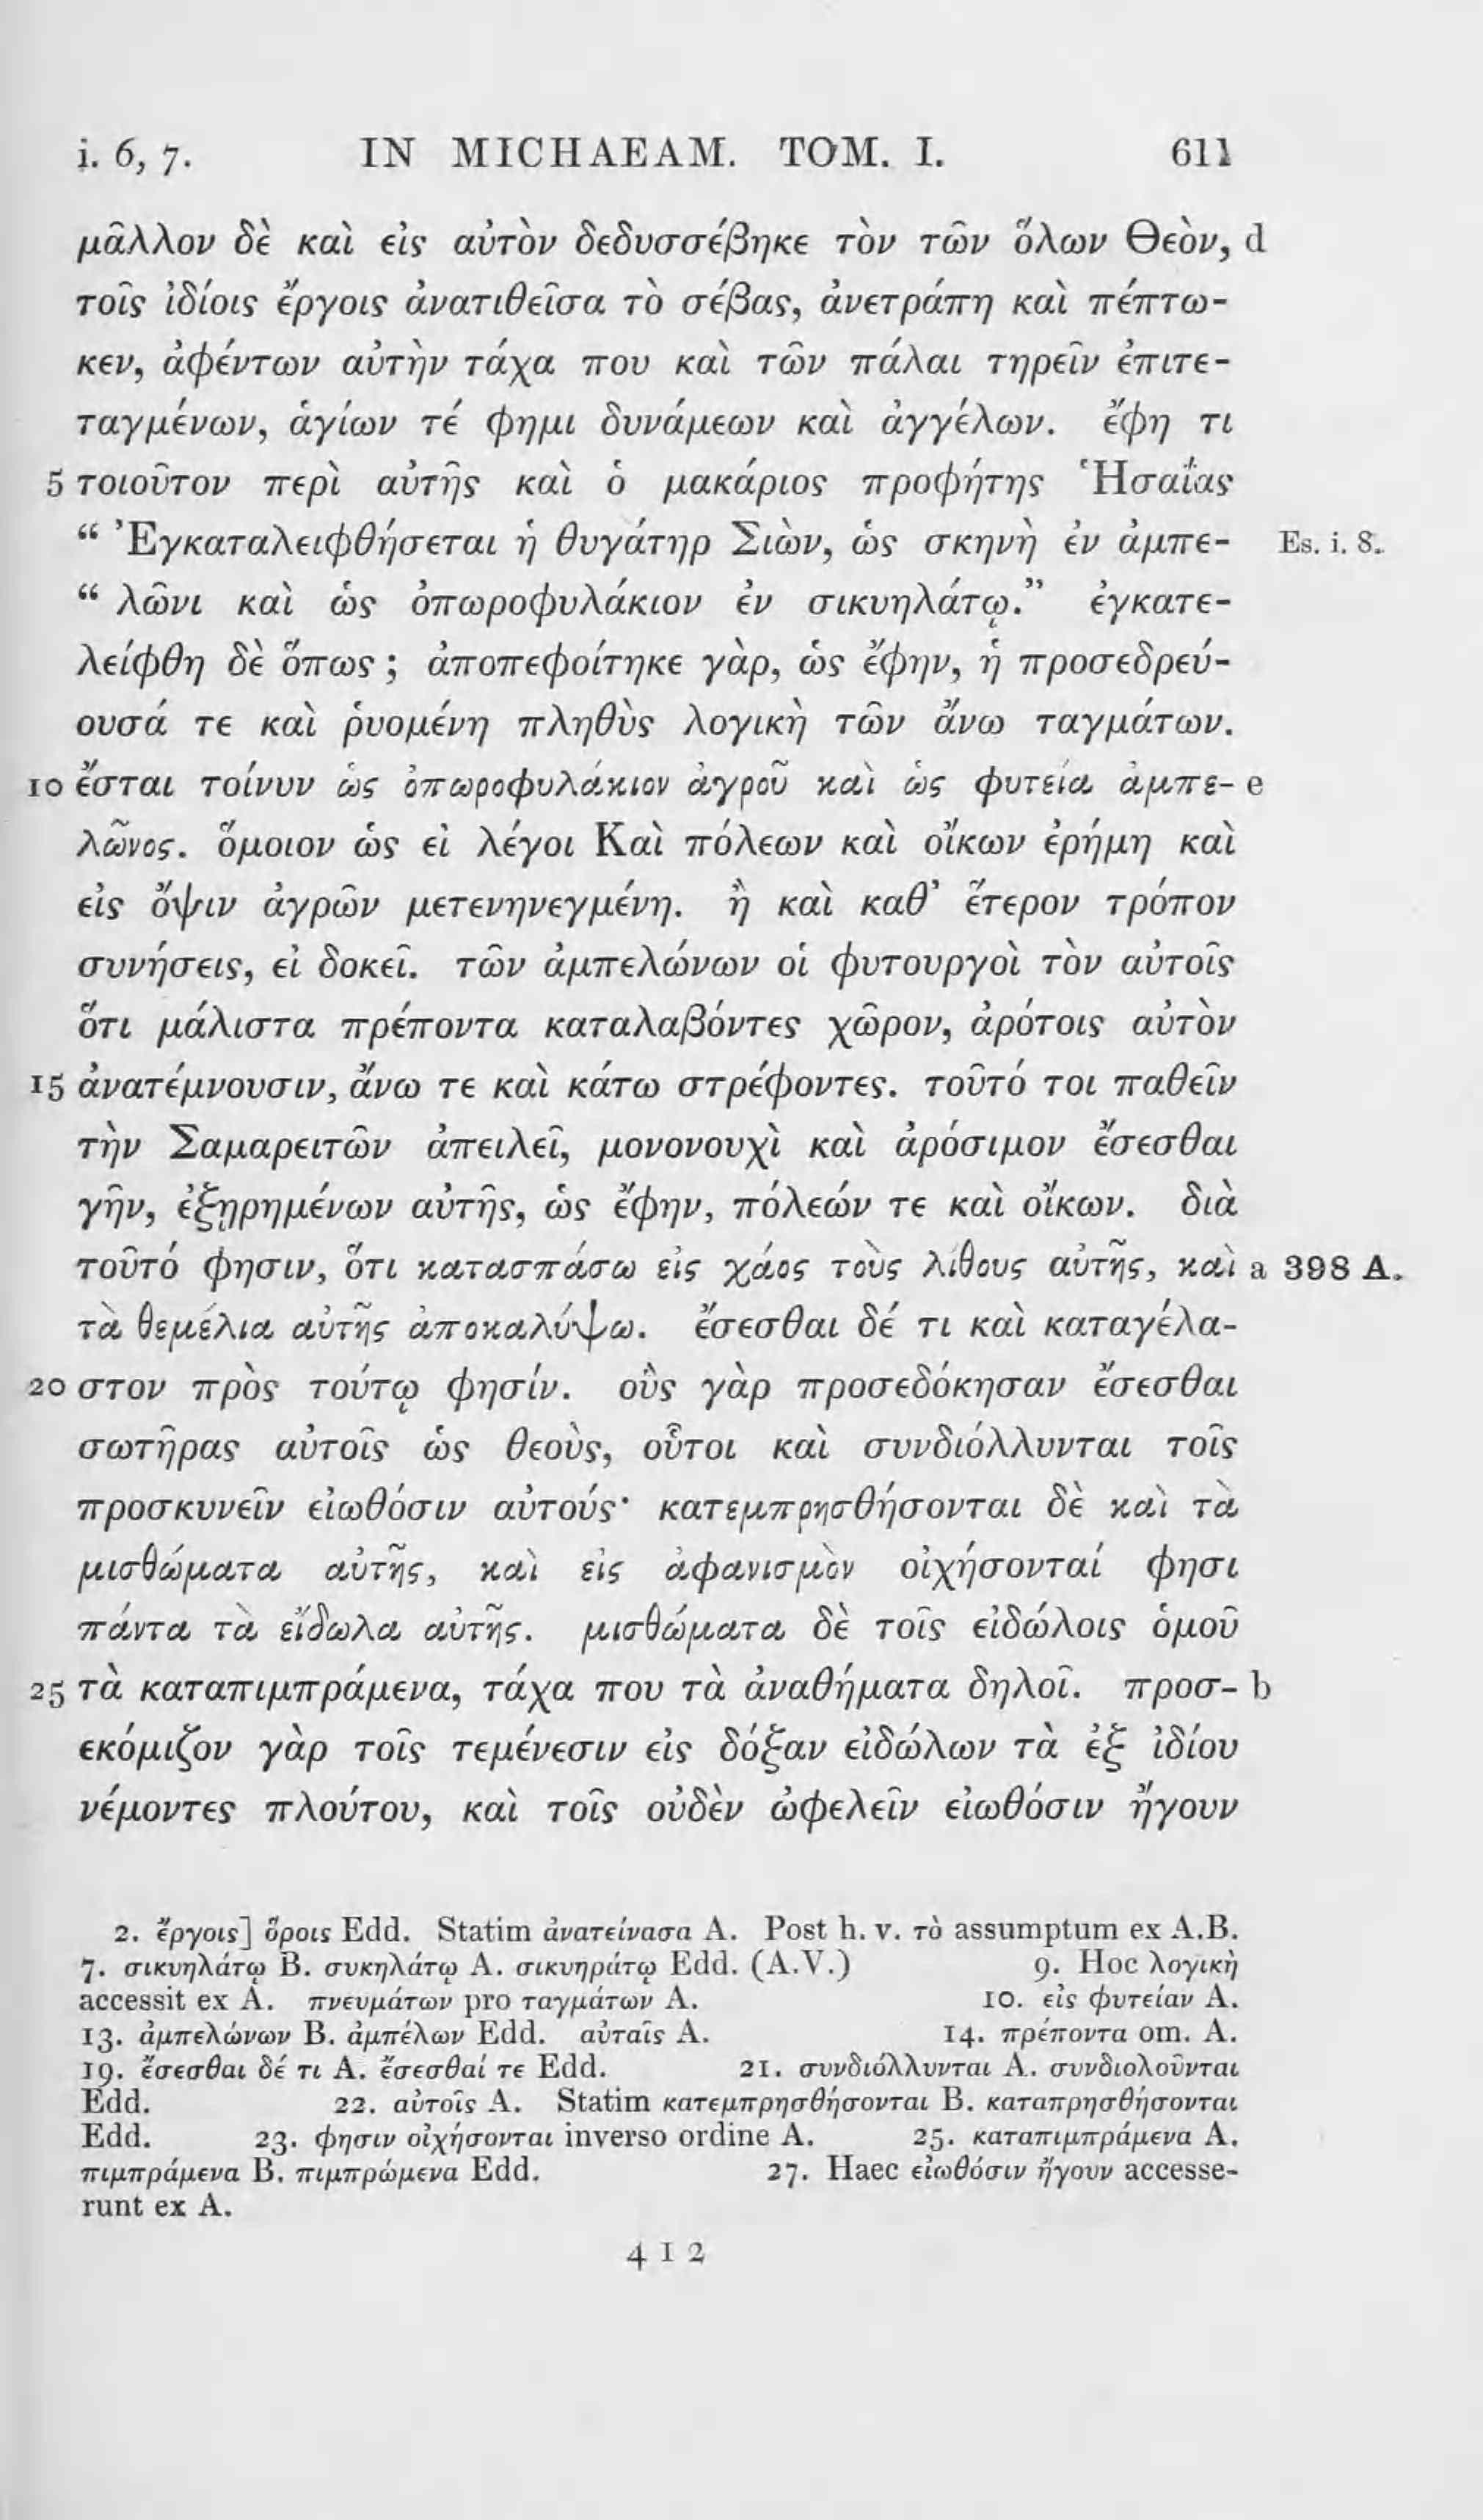 i. 6, 7. IN MICHAEAM. TOM. I. 611
μᾶλλον δὲ καὶ εἰς αὐτὸν δεδυσσέβηκε τὸν τῶν ὅλων Θεὸν, d
τοῖς ἰδίοις ἔργοις ἀνατιθεῖσα τὸ σέβας, ἀνετράπη καὶ πέπτω-
κεν, ἀφέντων αὐτὴν τάχα που καὶ τῶν πάλαι τηρεῖν ἐπιτε-
ταγμένων, ἁγίων τέ φημι δυνάμεων καὶ ἀγγέλων. ἔφη τι
5 τοιοῦτον περὶ αὐτῆς καὶ ὁ μακάριος προφήτης Ἡσαΐας
“ Ἐγκαταλειφθήσεται ἡ θυγάτηρ Σιὼν, ὡς σκηνὴ ἐν ἀμπε- Es. i. 8.
“ λῶνι καὶ ὡς ὀπωροφυλάκιον ἐν σικυηλάτῳ.” ἐγκατε-
λείφθη δὲ ὅπως ; ἀποπεφοίτηκε γὰρ, ὡς ἔφην, ἡ προσεδρεύ-
ουσά τε καὶ ῥυομένη πληθὺς λογικὴ τῶν ἄνω ταγμάτων.
10 ἔσται τοίνυν ὡς ὀπωροφυλάκιον ἀγροῦ καὶ ὡς φυτεία ἀμπε- e
λῶνος. ὅμοιον ὡς εἰ λέγοι Καὶ πόλεων καὶ οἴκων ἐρήμη καὶ
εἰς ὄψιν ἀγρῶν μετενηνεγμένη. ἢ καὶ καθ’ ἕτερον τρόπον
συνήσεις, εἰ δοκεῖ. τῶν ἀμπελώνων οἱ φυτουργοὶ τὸν αὐτοῖς
ὅτι μάλιστα πρέποντα καταλαβόντες χῶρον, ἀρότοις αὐτὸν
15 ἀνατέμνουσιν, ἄνω τε καὶ κάτω στρέφοντες. τοῦτό τοι παθεῖν
τὴν Σαμαρειτῶν ἀπειλεῖ, μονονουχὶ καὶ ἀρόσιμον ἔσεσθαι
γῆν, ἐξῃρημένων αὐτῆς, ὡς ἔφην, πόλεών τε καὶ οἴκων. διὰ
τοῦτό φησιν, ὅτι κατασπάσω εἰς χάος τοὺς λίθους αὐτῆς, καὶ a 398 A.
τὰ θεμέλια αὐτῆς ἀποκαλύψω. ἔσεσθαι δέ τι καὶ καταγέλα-
20 στον πρὸς τούτῳ φησίν. οὓς γὰρ προσεδόκησαν ἔσεσθαι
σωτῆρας αὐτοῖς ὡς θεοὺς, οὗτοι καὶ συνδιόλλυνται τοῖς
προσκυνεῖν εἰωθόσιν αὐτούς· κατεμπρησθήσονται δὲ καὶ τὰ
μισθώματα αὐτῆς, καὶ εἰς ἀφανισμὸν οἰχήσονταί φησι
πάντα τὰ εἴδωλα αὐτῆς. μισθώματα δὲ τοῖς εἰδώλοις ὁμοῦ
25 τὰ καταπιμπράμενα, τάχα που τὰ ἀναθήματα δηλοῖ. προσ- b
εκόμιζον γὰρ τοῖς τεμένεσιν εἰς δόξαν εἰδώλων τὰ ἐξ ἰδίου
νέμοντες πλούτου, καὶ τοῖς οὐδὲν ὠφελεῖν εἰωθόσιν ἤγουν
2. ἔργοις] ὅροις Edd. Statim ἀνατείνασα A. Post h. v. τὸ assumptum ex A.B.
7. σικυηλάτῳ B. συκηλάτῳ A. σικυηράτῳ Edd. (A.V.) 9. Hoc λογικὴ
accessit ex A. πνευμάτων pro ταγμάτων A. 10. εἰς φυτείαν A.
13. ἀμπελώνων B. ἀμπέλων Edd. αὐταῖς A. 14. πρέποντα om. A.
19. ἔσεσθαι δέ τι A. ἔσεσθαί τε Edd. 21. συνδιόλλυνται A. συνδιολοῦνται
Edd. 22. αὐτοῖς A. Statim κατεμπρησθήσονται B. καταπρησθήσονται
Edd. 23. φησιν οἰχήσονται inverso ordine A. 25. καταπιμπράμενα A.
πιμπράμενα B. πιμπρώμενα Edd. 27. Haec εἰωθόσιν ἤγουν accesse-
runt ex A.
4 I 2